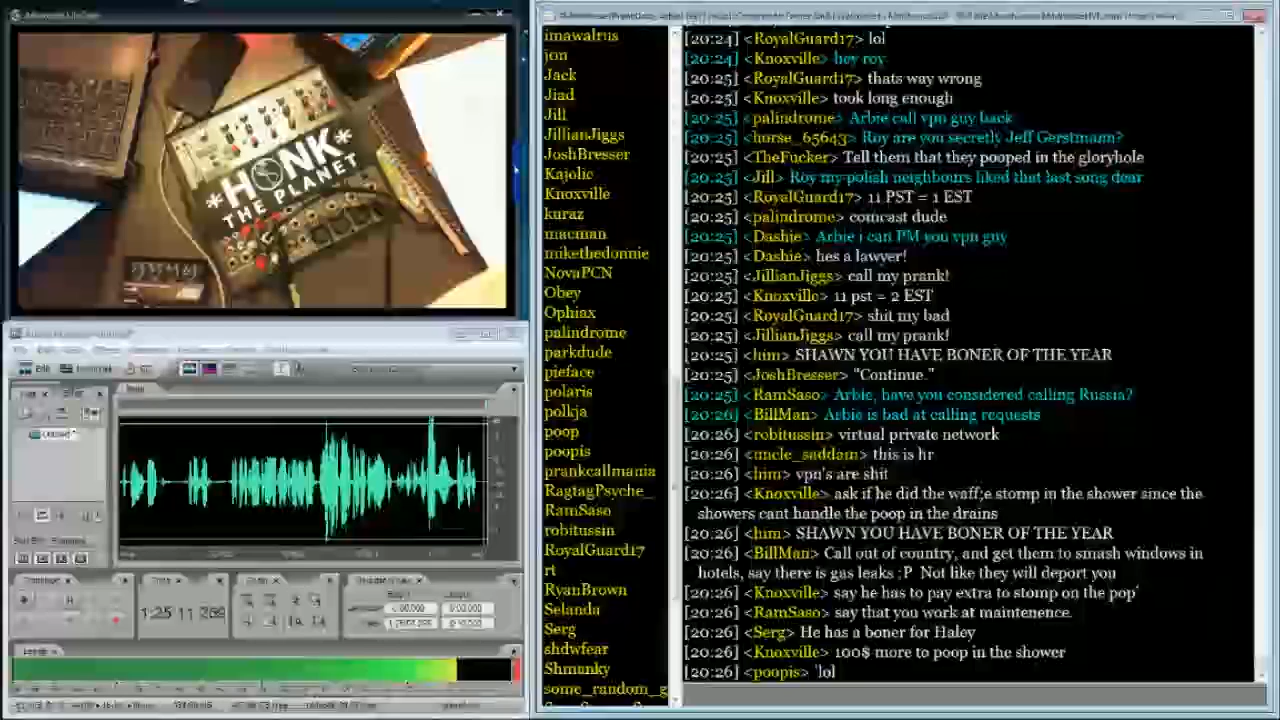 *HONK*
THE PLANET
Edit
1:25:11.266
imawalrus
jon
Jack
Jiad
Jill
JillianJiggs
JoshBresser
Kajolic
Knoxville
kuraz
macman
mikethedonnie
NovaPCN
Obey
Ophiax
palindrome
parkdude
pieface
polaris
polkja
poop
poopis
prankcallmania
RagtagPsyche_
RamSaso
robitussin
RoyalGuard17
rt
RyanBrown
Selanda
Serg
shdwfear
Shmunky
some_random_g
[20:24] <RoyalGuard17> lol
[20:24] <Knoxville> hey roy
[20:25] <RoyalGuard17> thats way wrong
[20:25] <Knoxville> took long enough
[20:25] <palindrome> Arbie call vpn guy back
[20:25] <horse_65643> Roy are you secretly Jeff Gerstmann?
[20:25] <TheFucker> Tell them that they pooped in the gloryhole
[20:25] <Jill> Roy my polish neighbours liked that last song dear
[20:25] <RoyalGuard17> 11 PST = 1 EST
[20:25] <palindrome> comcast dude
[20:25] <Dashie> Arbie i can PM you vpn guy
[20:25] <Dashie> hes a lawyer!
[20:25] <JillianJiggs> call my prank!
[20:25] <Knoxville> 11 pst = 2 EST
[20:25] <RoyalGuard17> shit my bad
[20:25] <JillianJiggs> call my prank!
[20:25] <him> SHAWN YOU HAVE BONER OF THE YEAR
[20:25] <JoshBresser> "Continue."
[20:25] <RamSaso> Arbie, have you considered calling Russia?
[20:26] <BillMan> Arbie is bad at calling requests
[20:26] <robitussin> virtual private network
[20:26] <uncle_saddam> this is hr
[20:26] <him> vpn's are shit
[20:26] <Knoxville> ask if he did the waff;e stomp in the shower since the
showers cant handle the poop in the drains
[20:26] <him> SHAWN YOU HAVE BONER OF THE YEAR
[20:26] <BillMan> Call out of country, and get them to smash windows in
hotels, say there is gas leaks ;P Not like they will deport you
[20:26] <Knoxville> say he has to pay extra to stomp on the pop'
[20:26] <RamSaso> say that you work at maintenence.
[20:26] <Serg> He has a boner for Haley
[20:26] <Knoxville> 100$ more to poop in the shower
[20:26] <poopis> 'lol